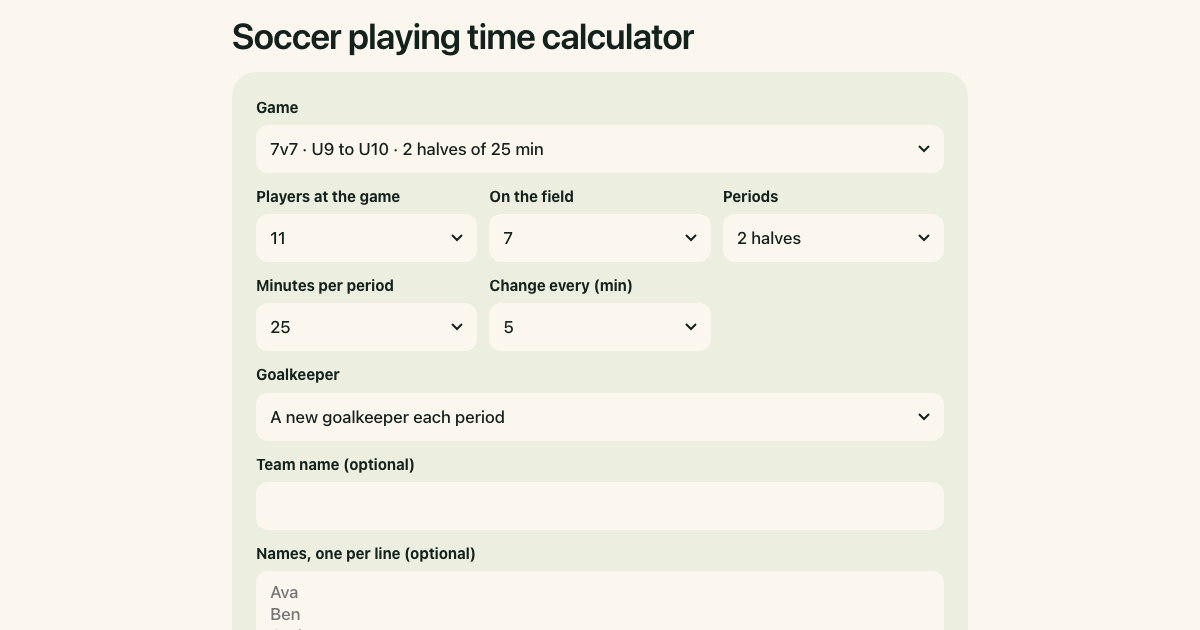 Soccer playing time calculator
Game
7v7 · U9 to U10 · 2 halves of 25 min
Players at the game
On the field
Periods
11
7
2 halves
Minutes per period
Change every (min)
25
5
Goalkeeper
A new goalkeeper each period
Team name (optional)
Names, one per line (optional)
Ava
Ben